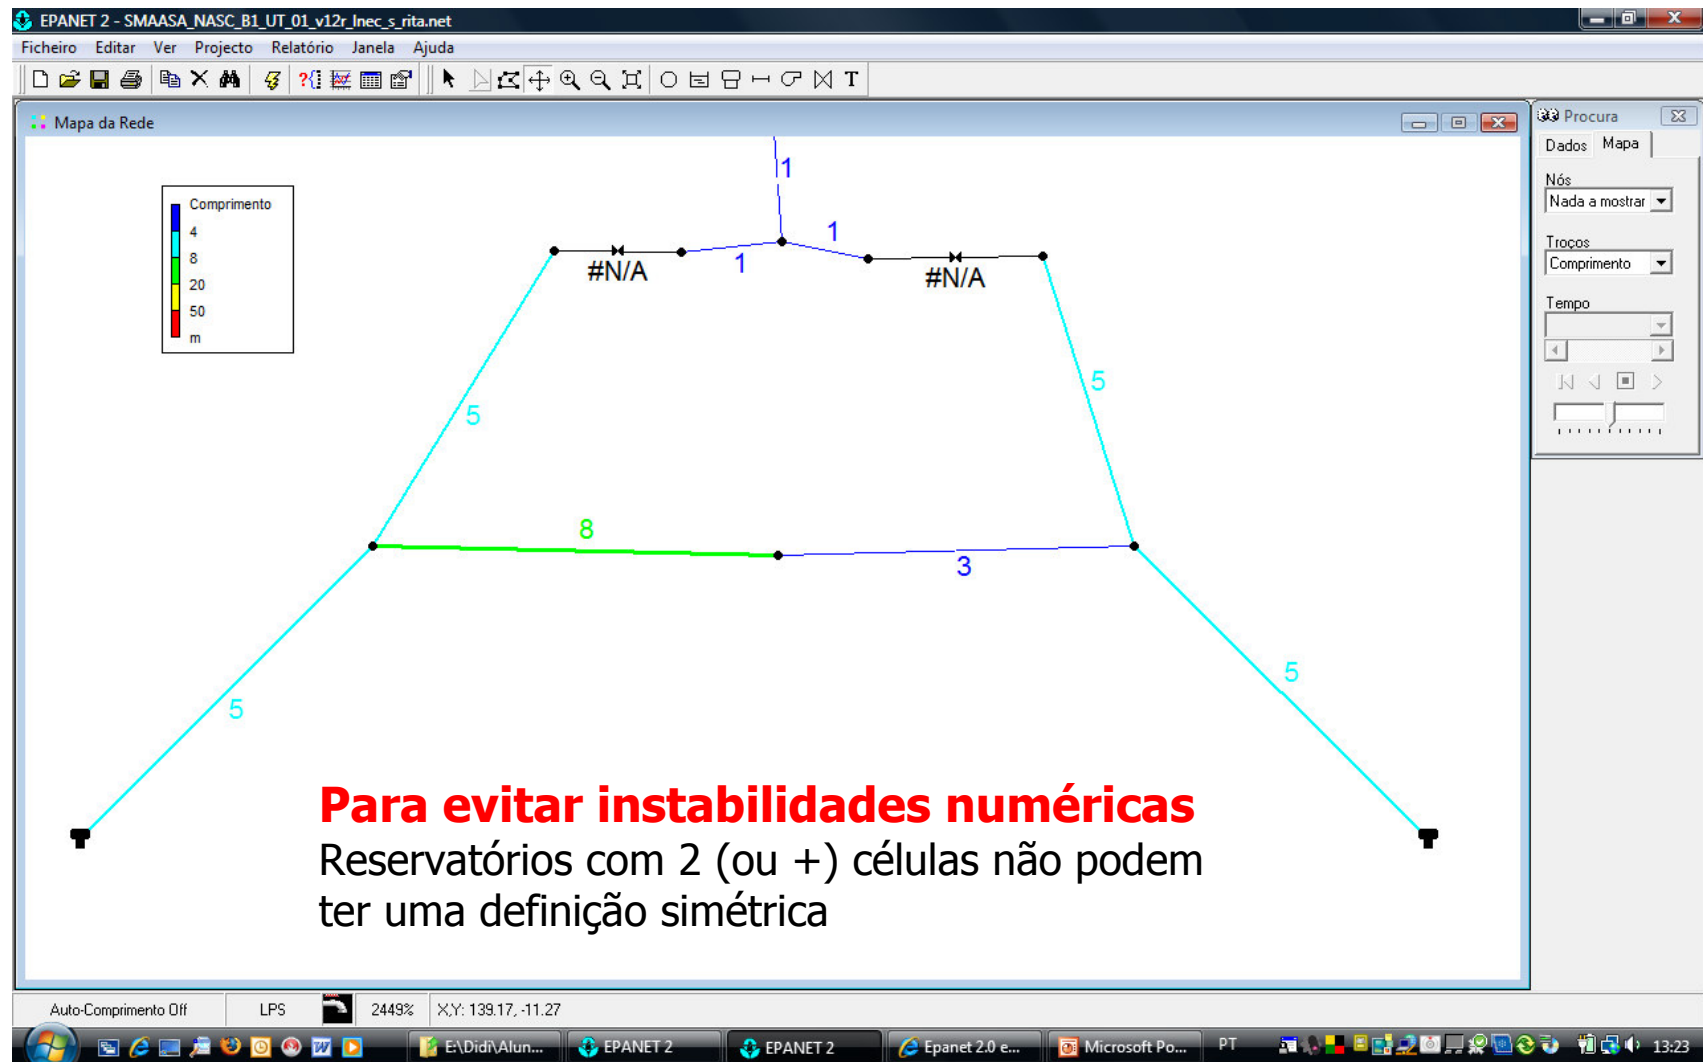 EPANET 2 - SMAASA_NASC_B1_UT_01_v12r_lnec_s_rita.net
Ficheiro Editar Ver Projecto Relatório Janela Ajuda
T
Mapa da Rede
Procura
Dados Mapa
Nós
Nada a mostrar
Troços
Comprimento
Tempo
Comprimento
4
8
20
50
m
1
1
1
#N/A
#N/A
5
5
8
3
5
5
Para evitar instabilidades numéricas
Reservatórios com 2 (ou +) células não podem
ter uma definição simétrica
Auto-Comprimento Off LPS 2449% X,Y: 139.17, -11.27
E:\Didi\Alun... EPANET 2 EPANET 2 Epanet 2.0 e... Microsoft Po... PT 13:23